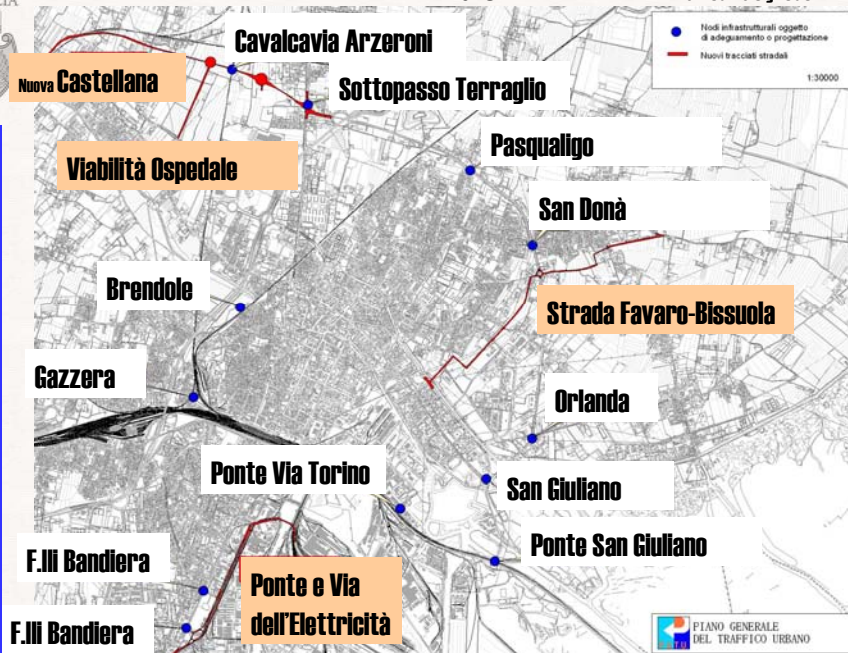 Nodi infrastrutturali oggetto
di adeguamento o progettazione
Nuovi tracciati stradali
1:30000
Cavalcavia Arzeroni
Nuova Castellana
Sottopasso Terraglio
Viabilità Ospedale
Pasqualigo
San Donà
Brendole
Strada Favaro-Bissuola
Gazzera
Orlanda
Ponte Via Torino
San Giuliano
Ponte San Giuliano
F.lli Bandiera
Ponte e Via
dell'Elettricità
F.lli Bandiera
PIANO GENERALE
DEL TRAFFICO URBANO